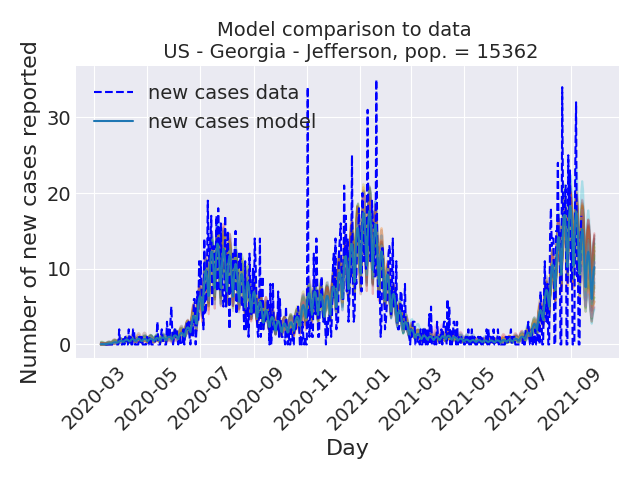 Model comparison to data
US - Georgia - Jefferson, pop. = 15362
Number of new cases reported
30
20
10
0
new cases data
new cases model
2020-03
2020-05
2020-07
2020-09
2020-11
2021-01
2021-03
2021-05
2021-07
2021-09
Day